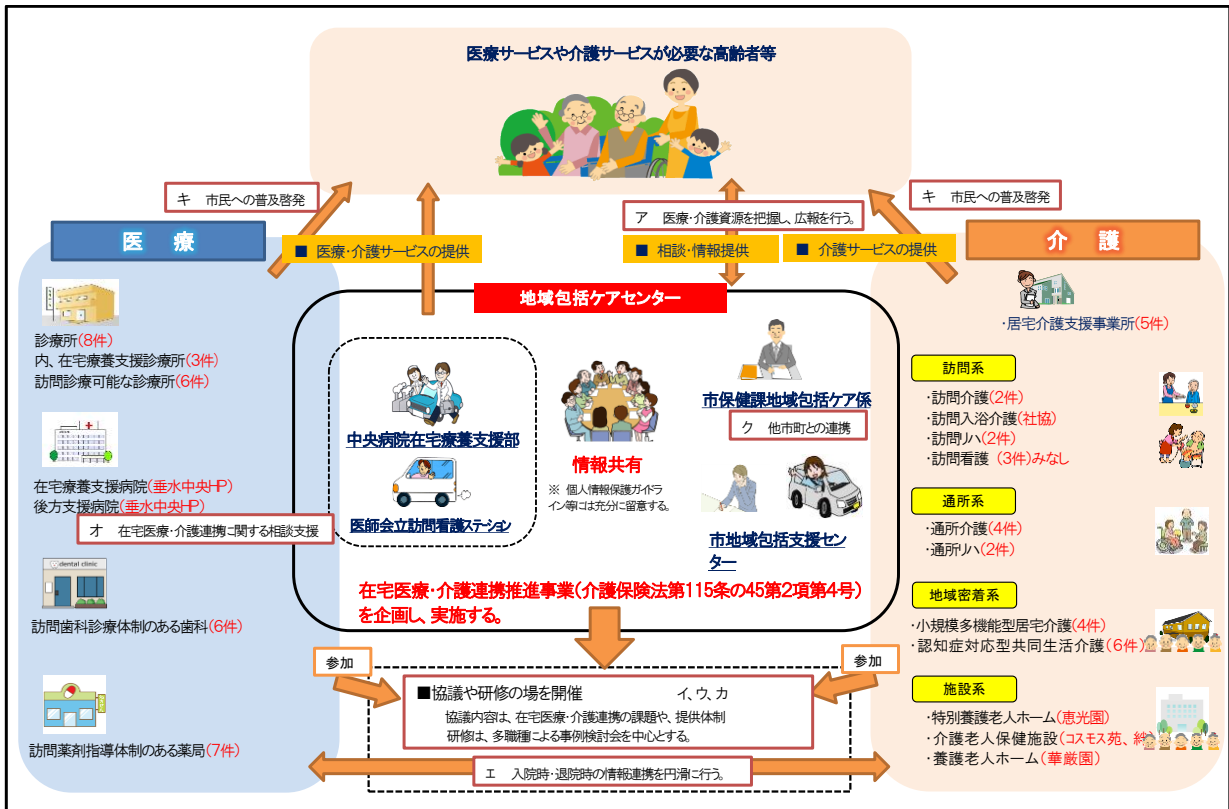 医療サービスや介護サービスが必要な高齢者等
キ 市民への普及啓発
ア 医療・介護資源を把握し、広報を行う。
キ 市民への普及啓発
医 療
■ 医療・介護サービスの提供
■ 相談・情報提供
■ 介護サービスの提供
介 護
診療所(8件)
内、在宅療養支援診療所(3件)
訪問診療可能な診療所(6件)
在宅療養支援病院(垂水中央HP)
後方支援病院(垂水中央HP)
オ 在宅医療・介護連携に関する相談支援
dental clinic
訪問歯科診療体制のある歯科(6件)
訪問薬剤指導体制のある薬局(7件)
地域包括ケアセンター
中央病院在宅療養支援部
医師会立訪問看護ステーション
情報共有
※ 個人情報保護ガイドラ
イン等には充分に留意する。
市保健課地域包括ケア係
ク 他市町との連携
市地域包括支援セン
ター
在宅医療・介護連携推進事業(介護保険法第115条の45第2項第4号)
を企画し、実施する。
参加
参加
■協議や研修の場を開催 イ、ウ、カ
協議内容は、在宅医療・介護連携の課題や、提供体制
研修は、多職種による事例検討会を中心とする。
エ 入院時・退院時の情報連携を円滑に行う。
・居宅介護支援事業所(5件)
訪問系
・訪問介護(2件)
・訪問入浴介護(社協)
・訪問リハ(2件)
・訪問看護 (3件)みなし
通所系
・通所介護(4件)
・通所リハ(2件)
地域密着系
・小規模多機能型居宅介護(4件)
・認知症対応型共同生活介護(6件)
施設系
・特別養護老人ホーム(恵光園)
・介護老人保健施設(コスモス苑、絆)
・養護老人ホーム(華厳園)